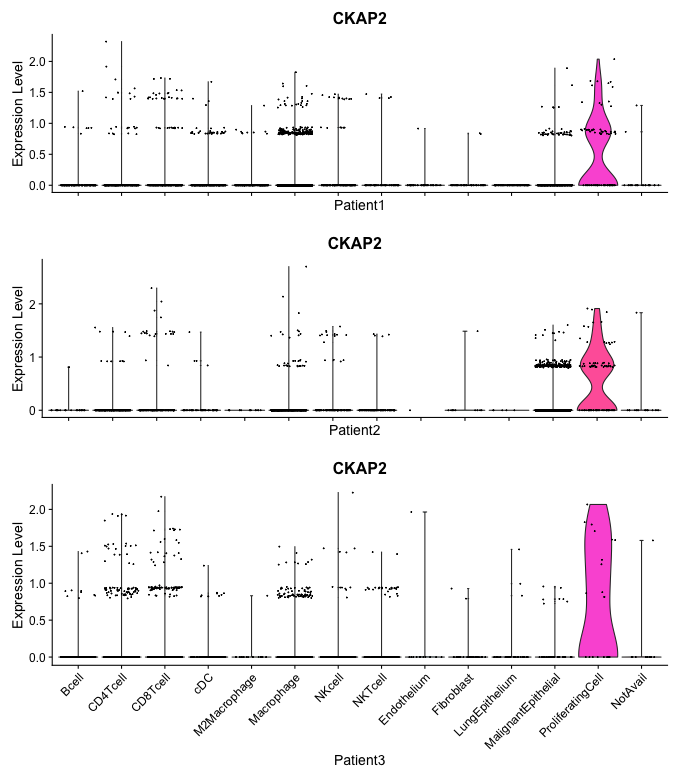 CKAP2
Expression Level
2.0
1.5
1.0
0.5
0.0
Patient1
CKAP2
Expression Level
2
1
0
Patient2
CKAP2
Expression Level
2.0
1.5
1.0
0.5
0.0
Bcell
CD4Tcell
CD8Tcell
cDC
M2Macrophage
Macrophage
NKcell
NKTcell
Endothelium
Fibroblast
LungEpithelium
MalignantEpithelial
ProliferatingCell
NotAvail
Patient3